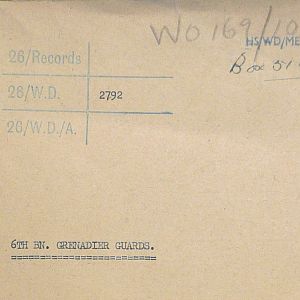 WO 169/10
HS/WD/ME
Box 51
26/Records
26/W.D. 2792
26/W.D./A.
6TH BN. GRENADIER GUARDS.
========================